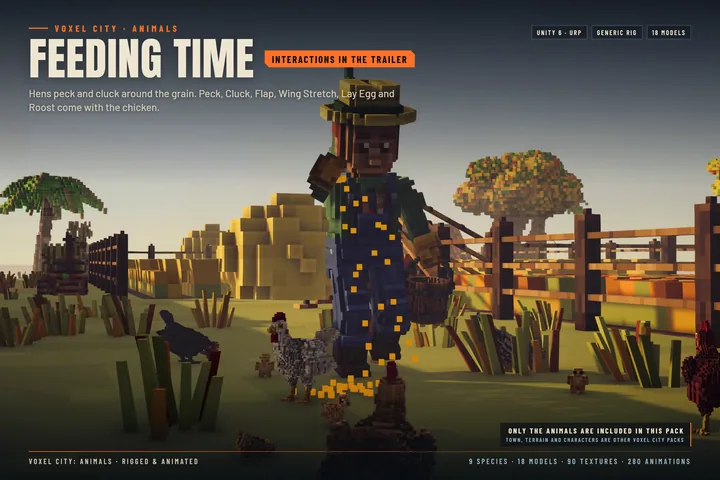 VOXEL CITY · ANIMALS
UNITY 6 · URP
GENERIC RIG
18 MODELS
FEEDING TIME
INTERACTIONS IN THE TRAILER
Hens peck and cluck around the grain. Peck, Cluck, Flap, Wing Stretch, Lay Egg and
Roost come with the chicken.
ONLY THE ANIMALS ARE INCLUDED IN THIS PACK
TOWN, TERRAIN AND CHARACTERS ARE OTHER VOXEL CITY PACKS
VOXEL CITY: ANIMALS · RIGGED & ANIMATED
9 SPECIES · 18 MODELS · 90 TEXTURES · 280 ANIMATIONS